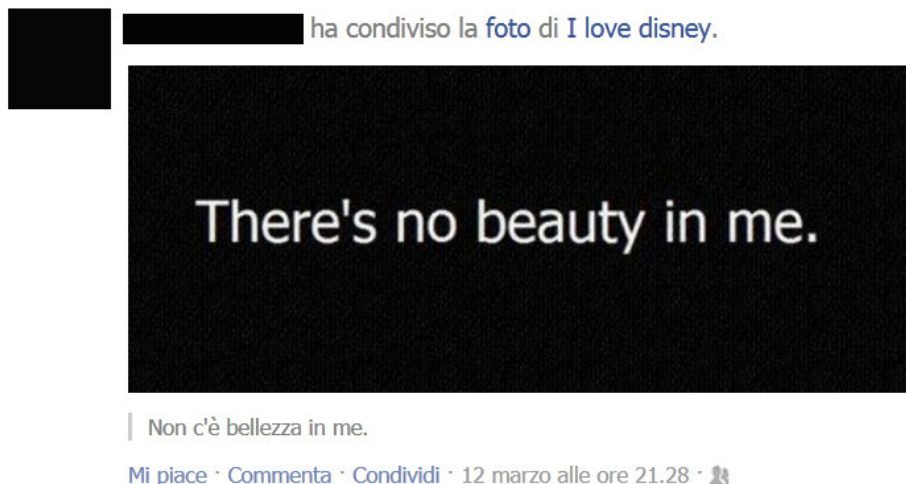 ha condiviso la foto di I love disney.
There's no beauty in me.
Non c'è bellezza in me.
Mi piace · Commenta · Condividi · 12 marzo alle ore 21.28 ·